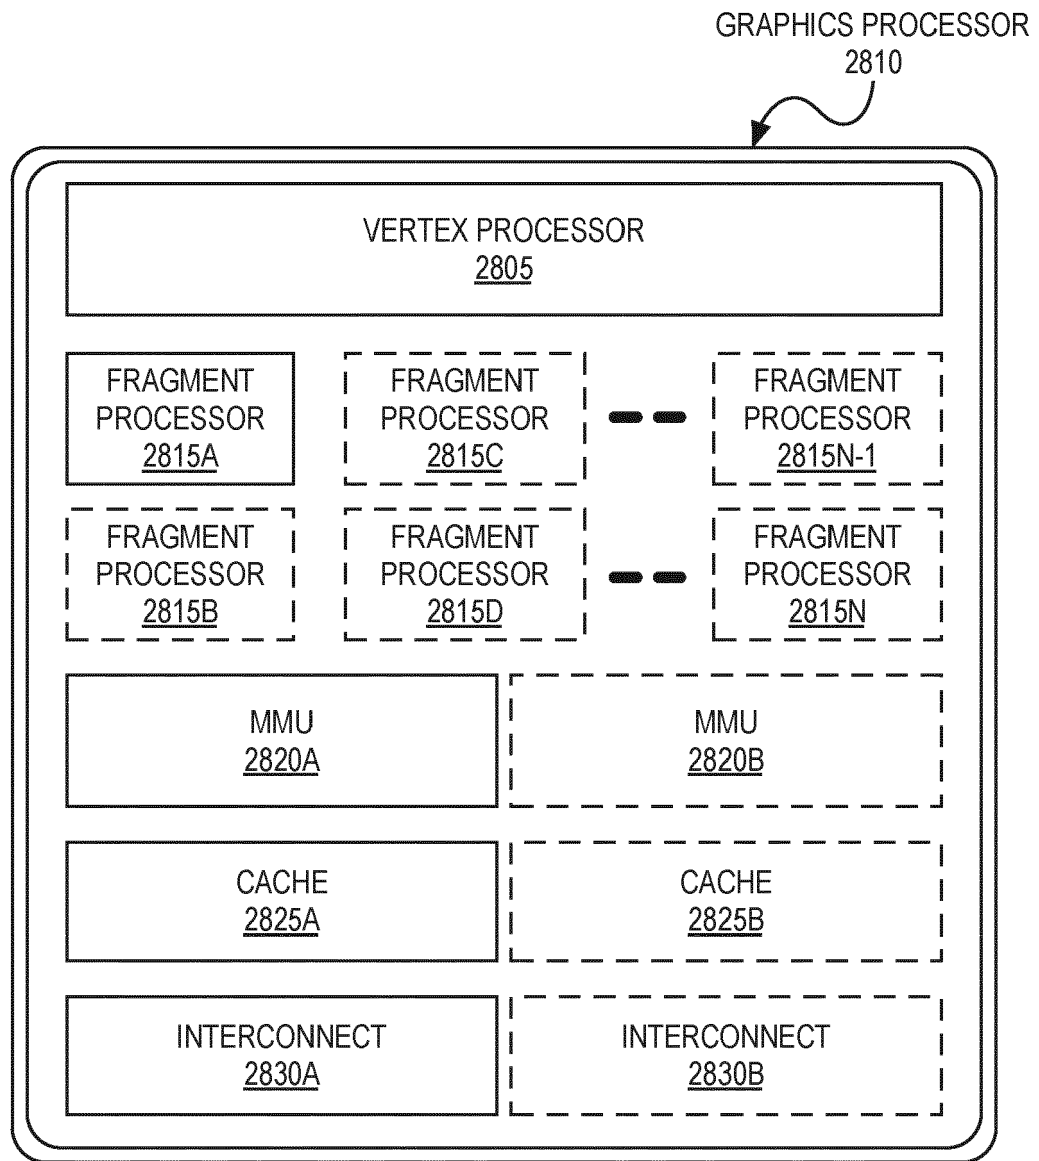 GRAPHICS PROCESSOR
2810
VERTEX PROCESSOR
2805
FRAGMENT
PROCESSOR
2815A
FRAGMENT
PROCESSOR
2815C
FRAGMENT
PROCESSOR
2815N-1
FRAGMENT
PROCESSOR
2815B
FRAGMENT
PROCESSOR
2815D
FRAGMENT
PROCESSOR
2815N
MMU
2820A
MMU
2820B
CACHE
2825A
CACHE
2825B
INTERCONNECT
2830A
INTERCONNECT
2830B